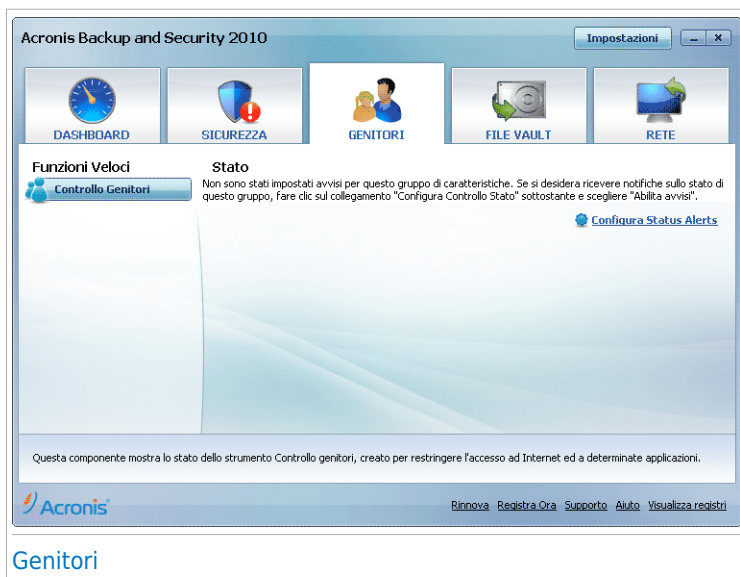 Acronis Backup and Security 2010
Impostazioni
DASHBOARD
SICUREZZA
GENITORI
FILE VAULT
RETE
Funzioni Veloci
Controllo Genitori
Stato
Non sono stati impostati avvisi per questo gruppo di caratteristiche. Se si desidera ricevere notifiche sullo stato di
questo gruppo, fare clic sul collegamento "Configura Controllo Stato" sottostante e scegliere "Abilita avvisi".
Configura Status Alerts
Questa componente mostra lo stato dello strumento Controllo genitori, creato per restringere l'accesso ad Internet ed a determinate applicazioni.
Acronis
Rinnova Registra Ora Supporto Aiuto Visualizza registri
Genitori